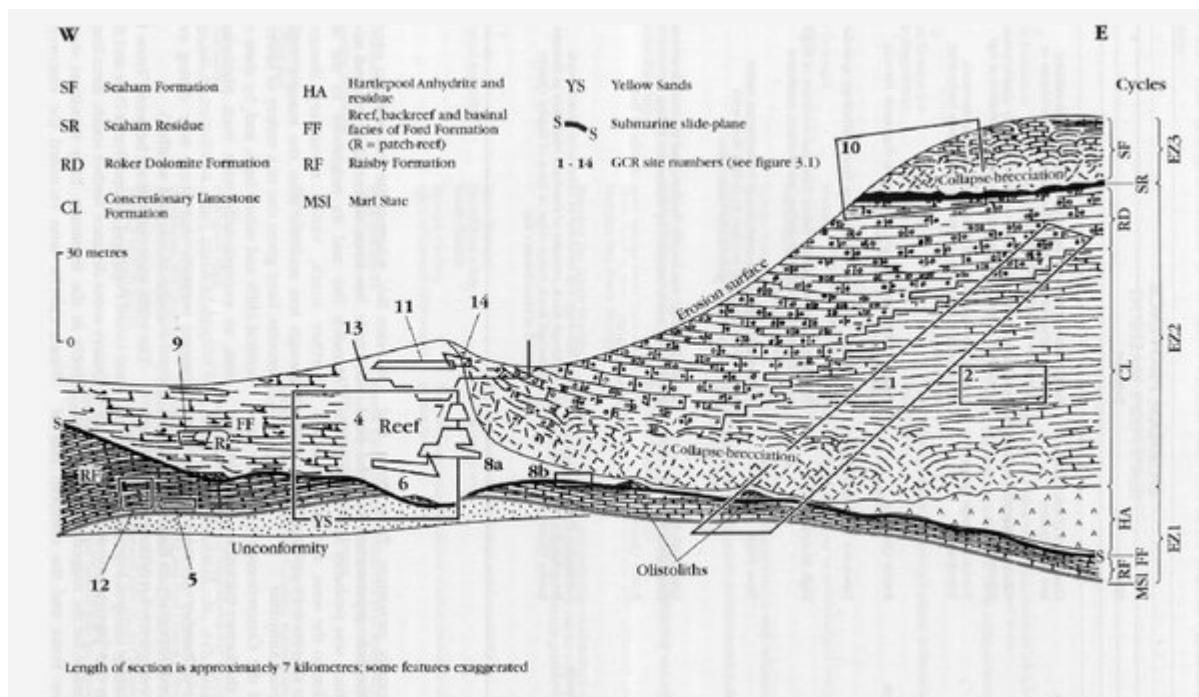 W
E
SF Seaham Formation
SR Seaham Residue
RD Roker Dolomite Formation
CL Concretionary Limestone
Formation
HA Hartlepool Anhydrite and
residue
FF Reef, backreef and basinal
facies of Ford Formation
(R = patch-reef)
RF Raisby Formation
MSl Marl Slate
YS Yellow Sands
S S Submarine slide-plane
1 - 14 GCR site numbers (see figure 3.1)
Cycles
30 metres
0
10
Collapse-brecciation
SF
EZ3
SR
RD
Erosion surface
11
14
13
9
EZ2
CL
1
2
FF
R
4
Reef
7
S
RF
Collapse-brecciation
8a
8b
6
YS
HA
EZ1
Unconformity
Olistoliths
S
FF
RF
MSl
12
5
Length of section is approximately 7 kilometres; some features exaggerated